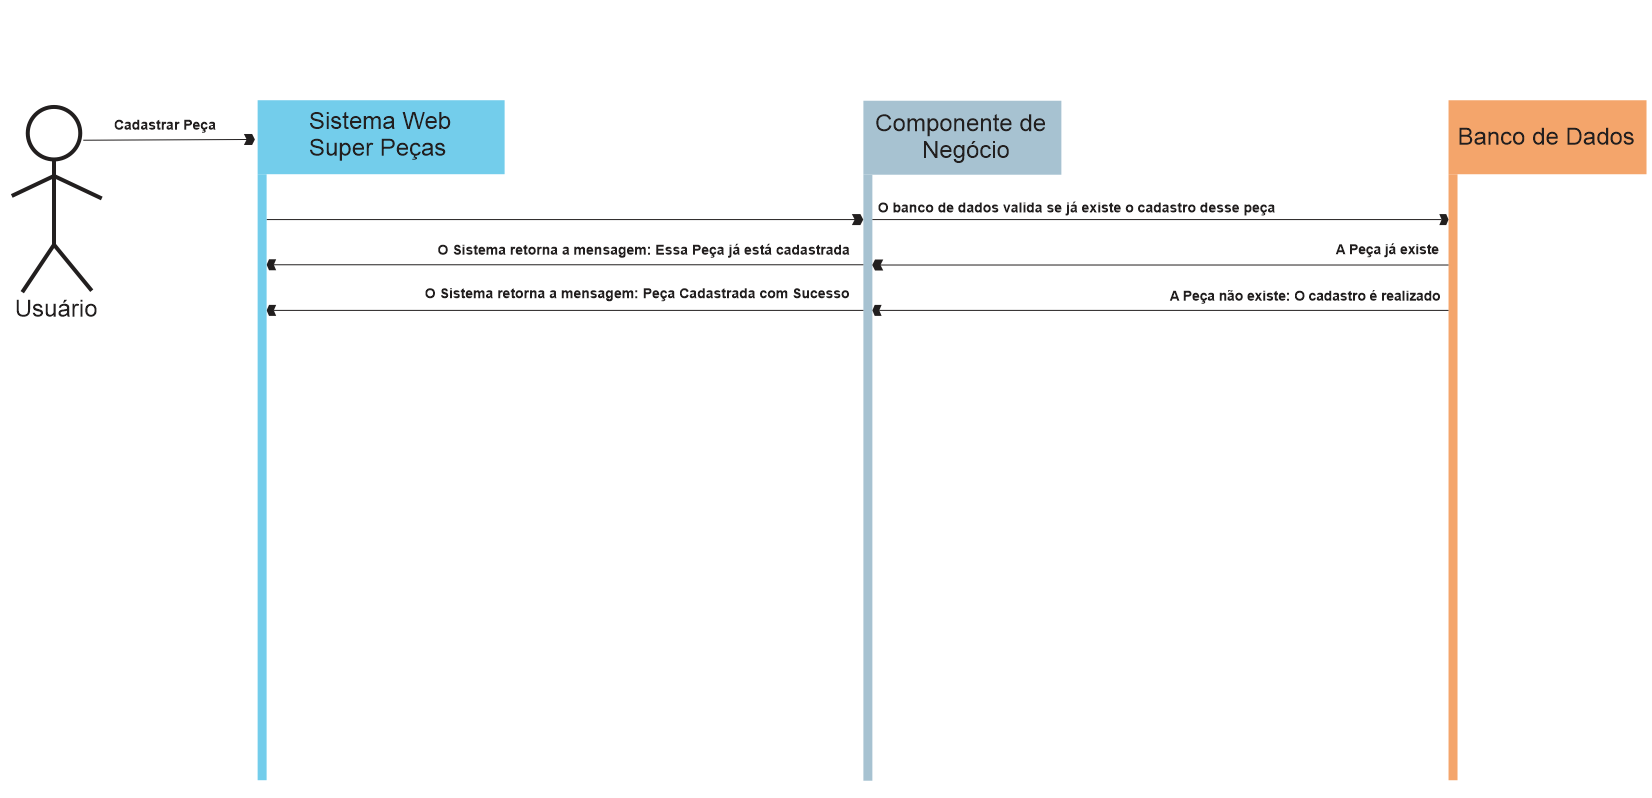 Cadastrar Peça
Sistema Web
Super Peças
Componente de
Negócio
Banco de Dados
O banco de dados valida se já existe o cadastro desse peça
O Sistema retorna a mensagem: Essa Peça já está cadastrada
A Peça já existe
O Sistema retorna a mensagem: Peça Cadastrada com Sucesso
A Peça não existe: O cadastro é realizado
Usuário